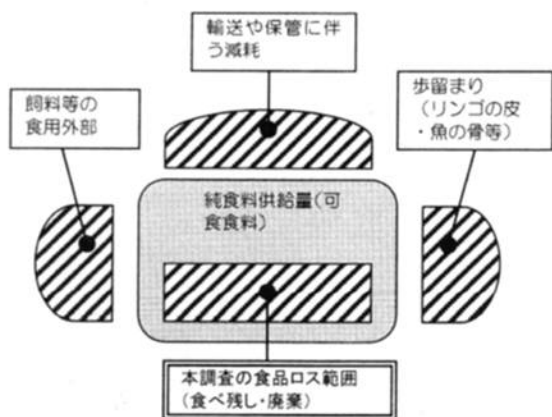 輸送や保管に伴
う減耗
飼料等の
食用外部
歩留まり
（リンゴの皮
・魚の骨等）
純食料供給量（可
食食料）
本調査の食品ロス範囲
（食べ残し・廃棄）